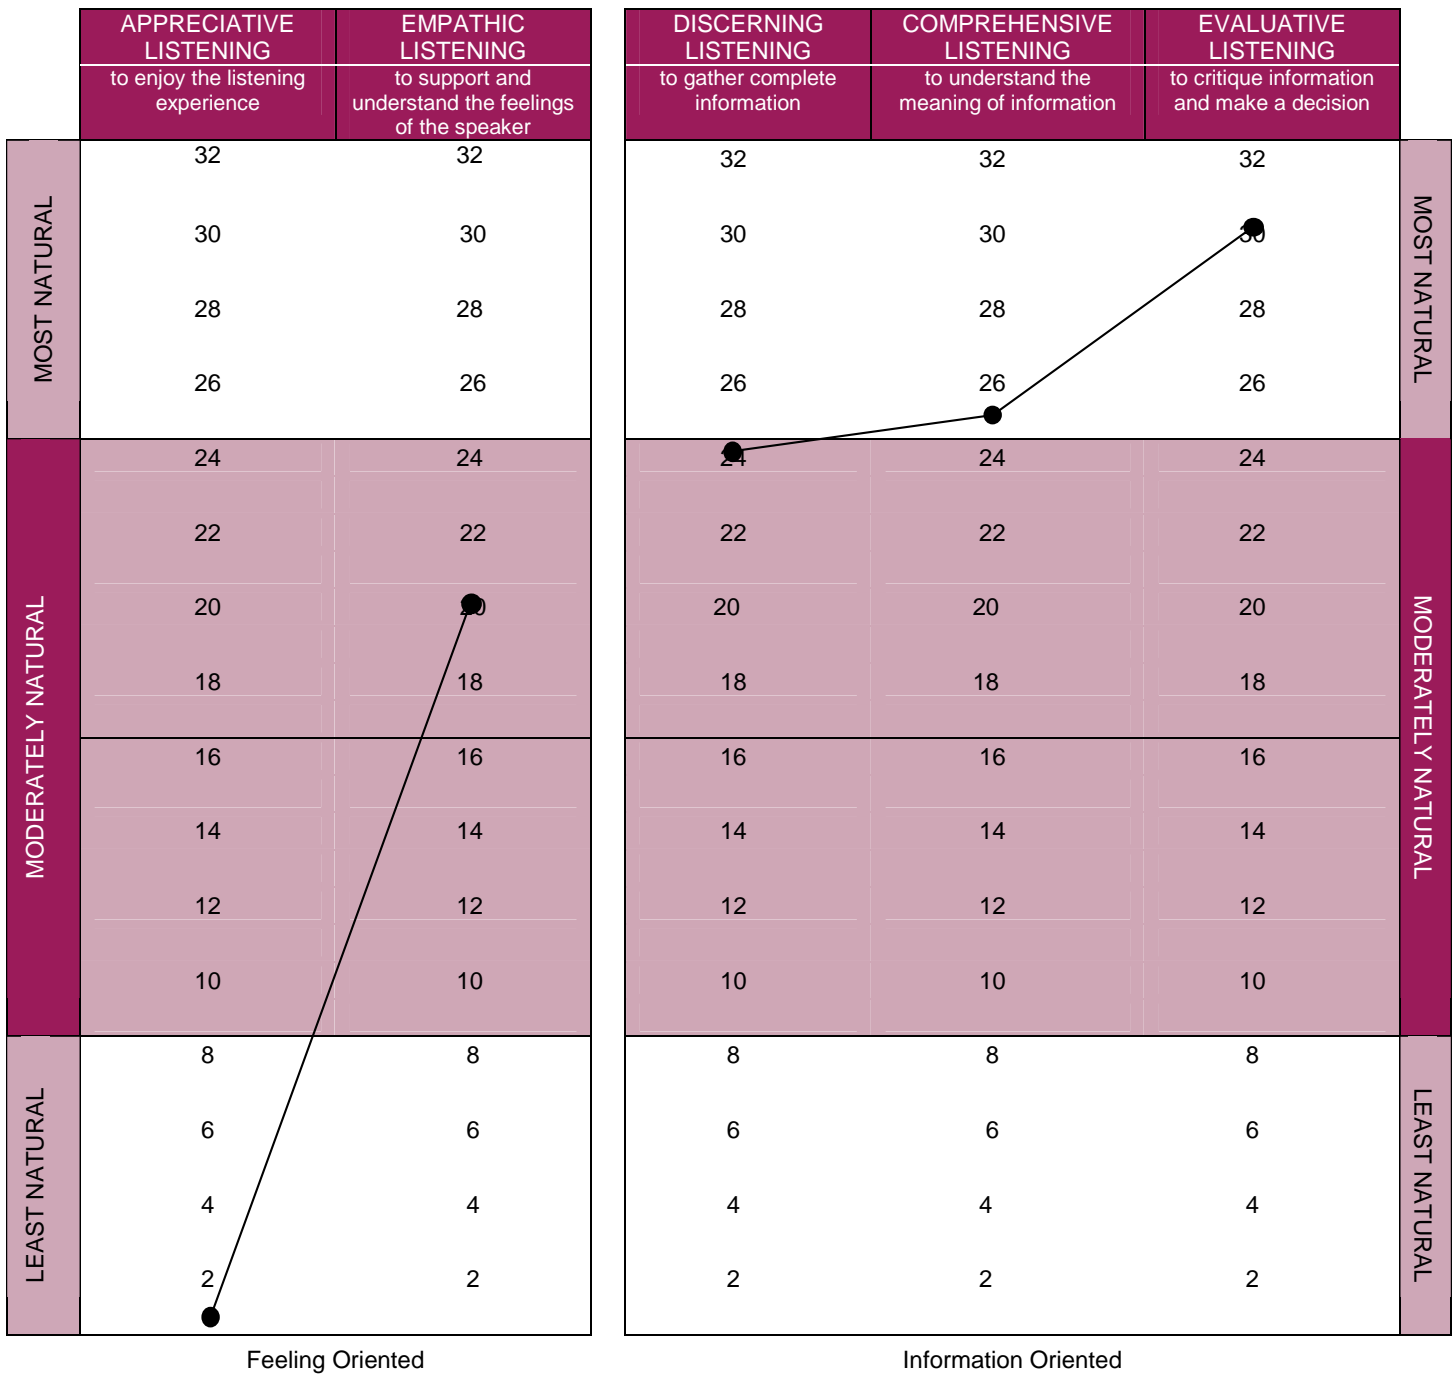 APPRECIATIVE
LISTENING
to enjoy the listening
experience
EMPATHIC
LISTENING
to support and
understand the feelings
of the speaker
DISCERNING
LISTENING
to gather complete
information
COMPREHENSIVE
LISTENING
to understand the
meaning of information
EVALUATIVE
LISTENING
to critique information
and make a decision
MOST NATURAL
MODERATELY NATURAL
LEAST NATURAL
32 32 32 32 32
30 30 30 30 30
28 28 28 28 28
26 26 26 26 26
24 24 24 24 24
22 22 22 22 22
20 20 20 20 20
18 18 18 18 18
16 16 16 16 16
14 14 14 14 14
12 12 12 12 12
10 10 10 10 10
8 8 8 8 8
6 6 6 6 6
4 4 4 4 4
2 2 2 2 2
MOST NATURAL
MODERATELY NATURAL
LEAST NATURAL
Feeling Oriented
Information Oriented